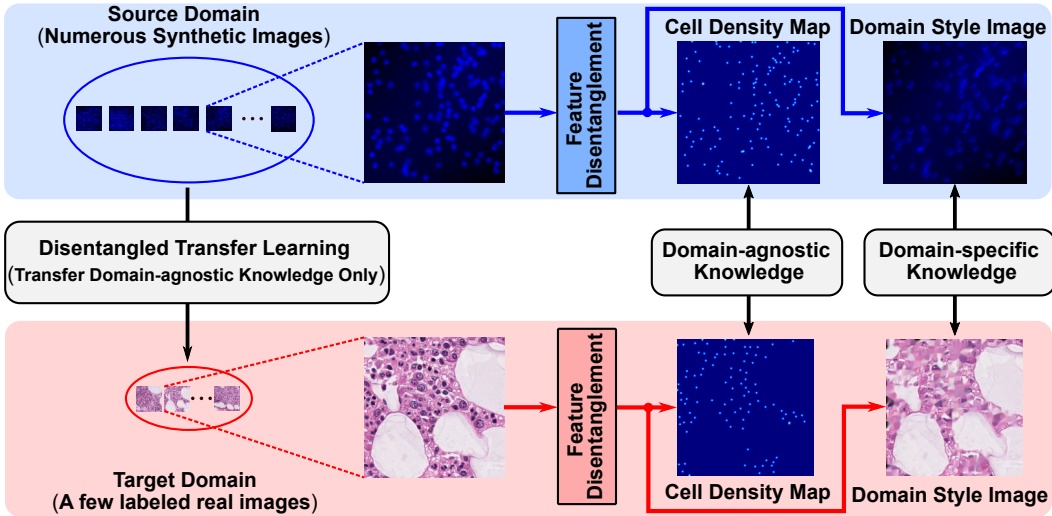 Source Domain
(Numerous Synthetic Images)
Feature
Disentanglement
Cell Density Map
Domain Style Image
Disentangled Transfer Learning
(Transfer Domain-agnostic Knowledge Only)
Domain-agnostic
Knowledge
Domain-specific
Knowledge
Target Domain
(A few labeled real images)
Feature
Disentanglement
Cell Density Map
Domain Style Image